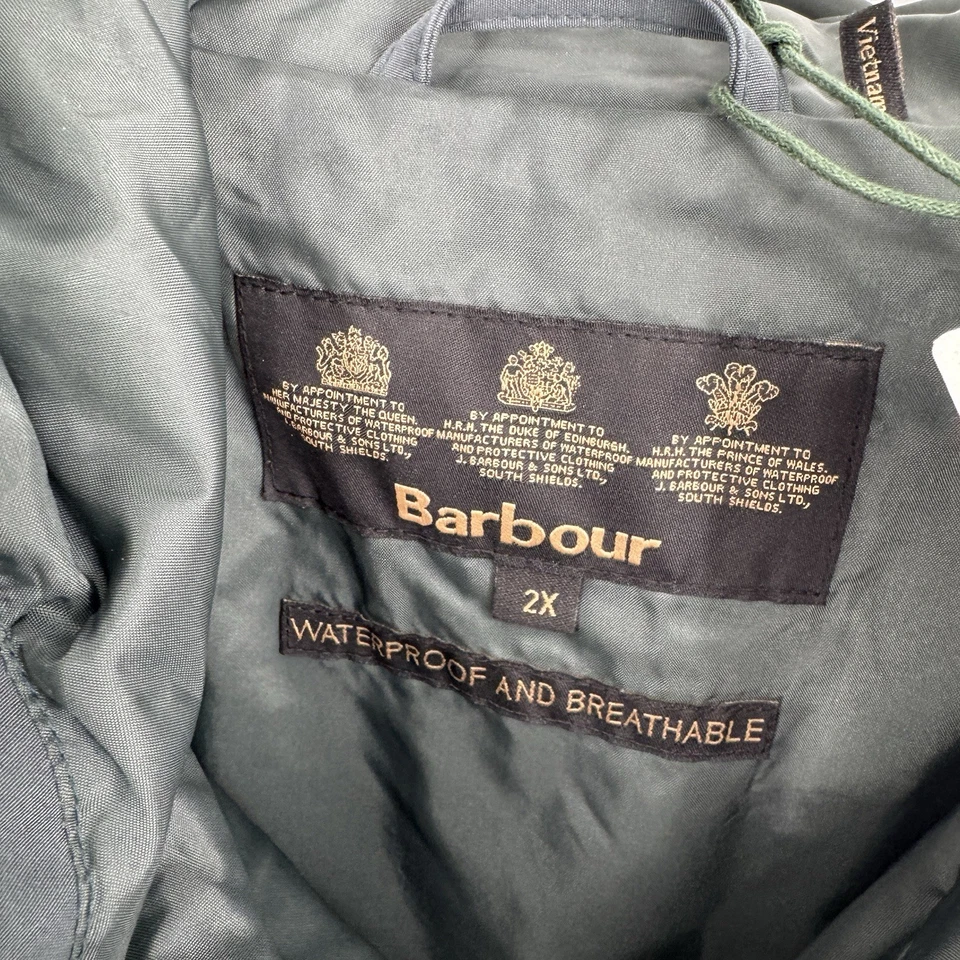 Vietnam
BY APPOINTMENT TO
HER MAJESTY THE QUEEN.
MANUFACTURERS OF WATERPROOF
AND PROTECTIVE CLOTHING
J. BARBOUR & SONS LTD.,
SOUTH SHIELDS.
BY APPOINTMENT TO
H.R.H. THE DUKE OF EDINBURGH.
MANUFACTURERS OF WATERPROOF
AND PROTECTIVE CLOTHING
J. BARBOUR & SONS LTD.,
SOUTH SHIELDS.
BY APPOINTMENT TO
H.R.H. THE PRINCE OF WALES.
MANUFACTURERS OF WATERPROOF
AND PROTECTIVE CLOTHING
J. BARBOUR & SONS LTD.,
SOUTH SHIELDS.
Barbour
2X
WATERPROOF AND BREATHABLE